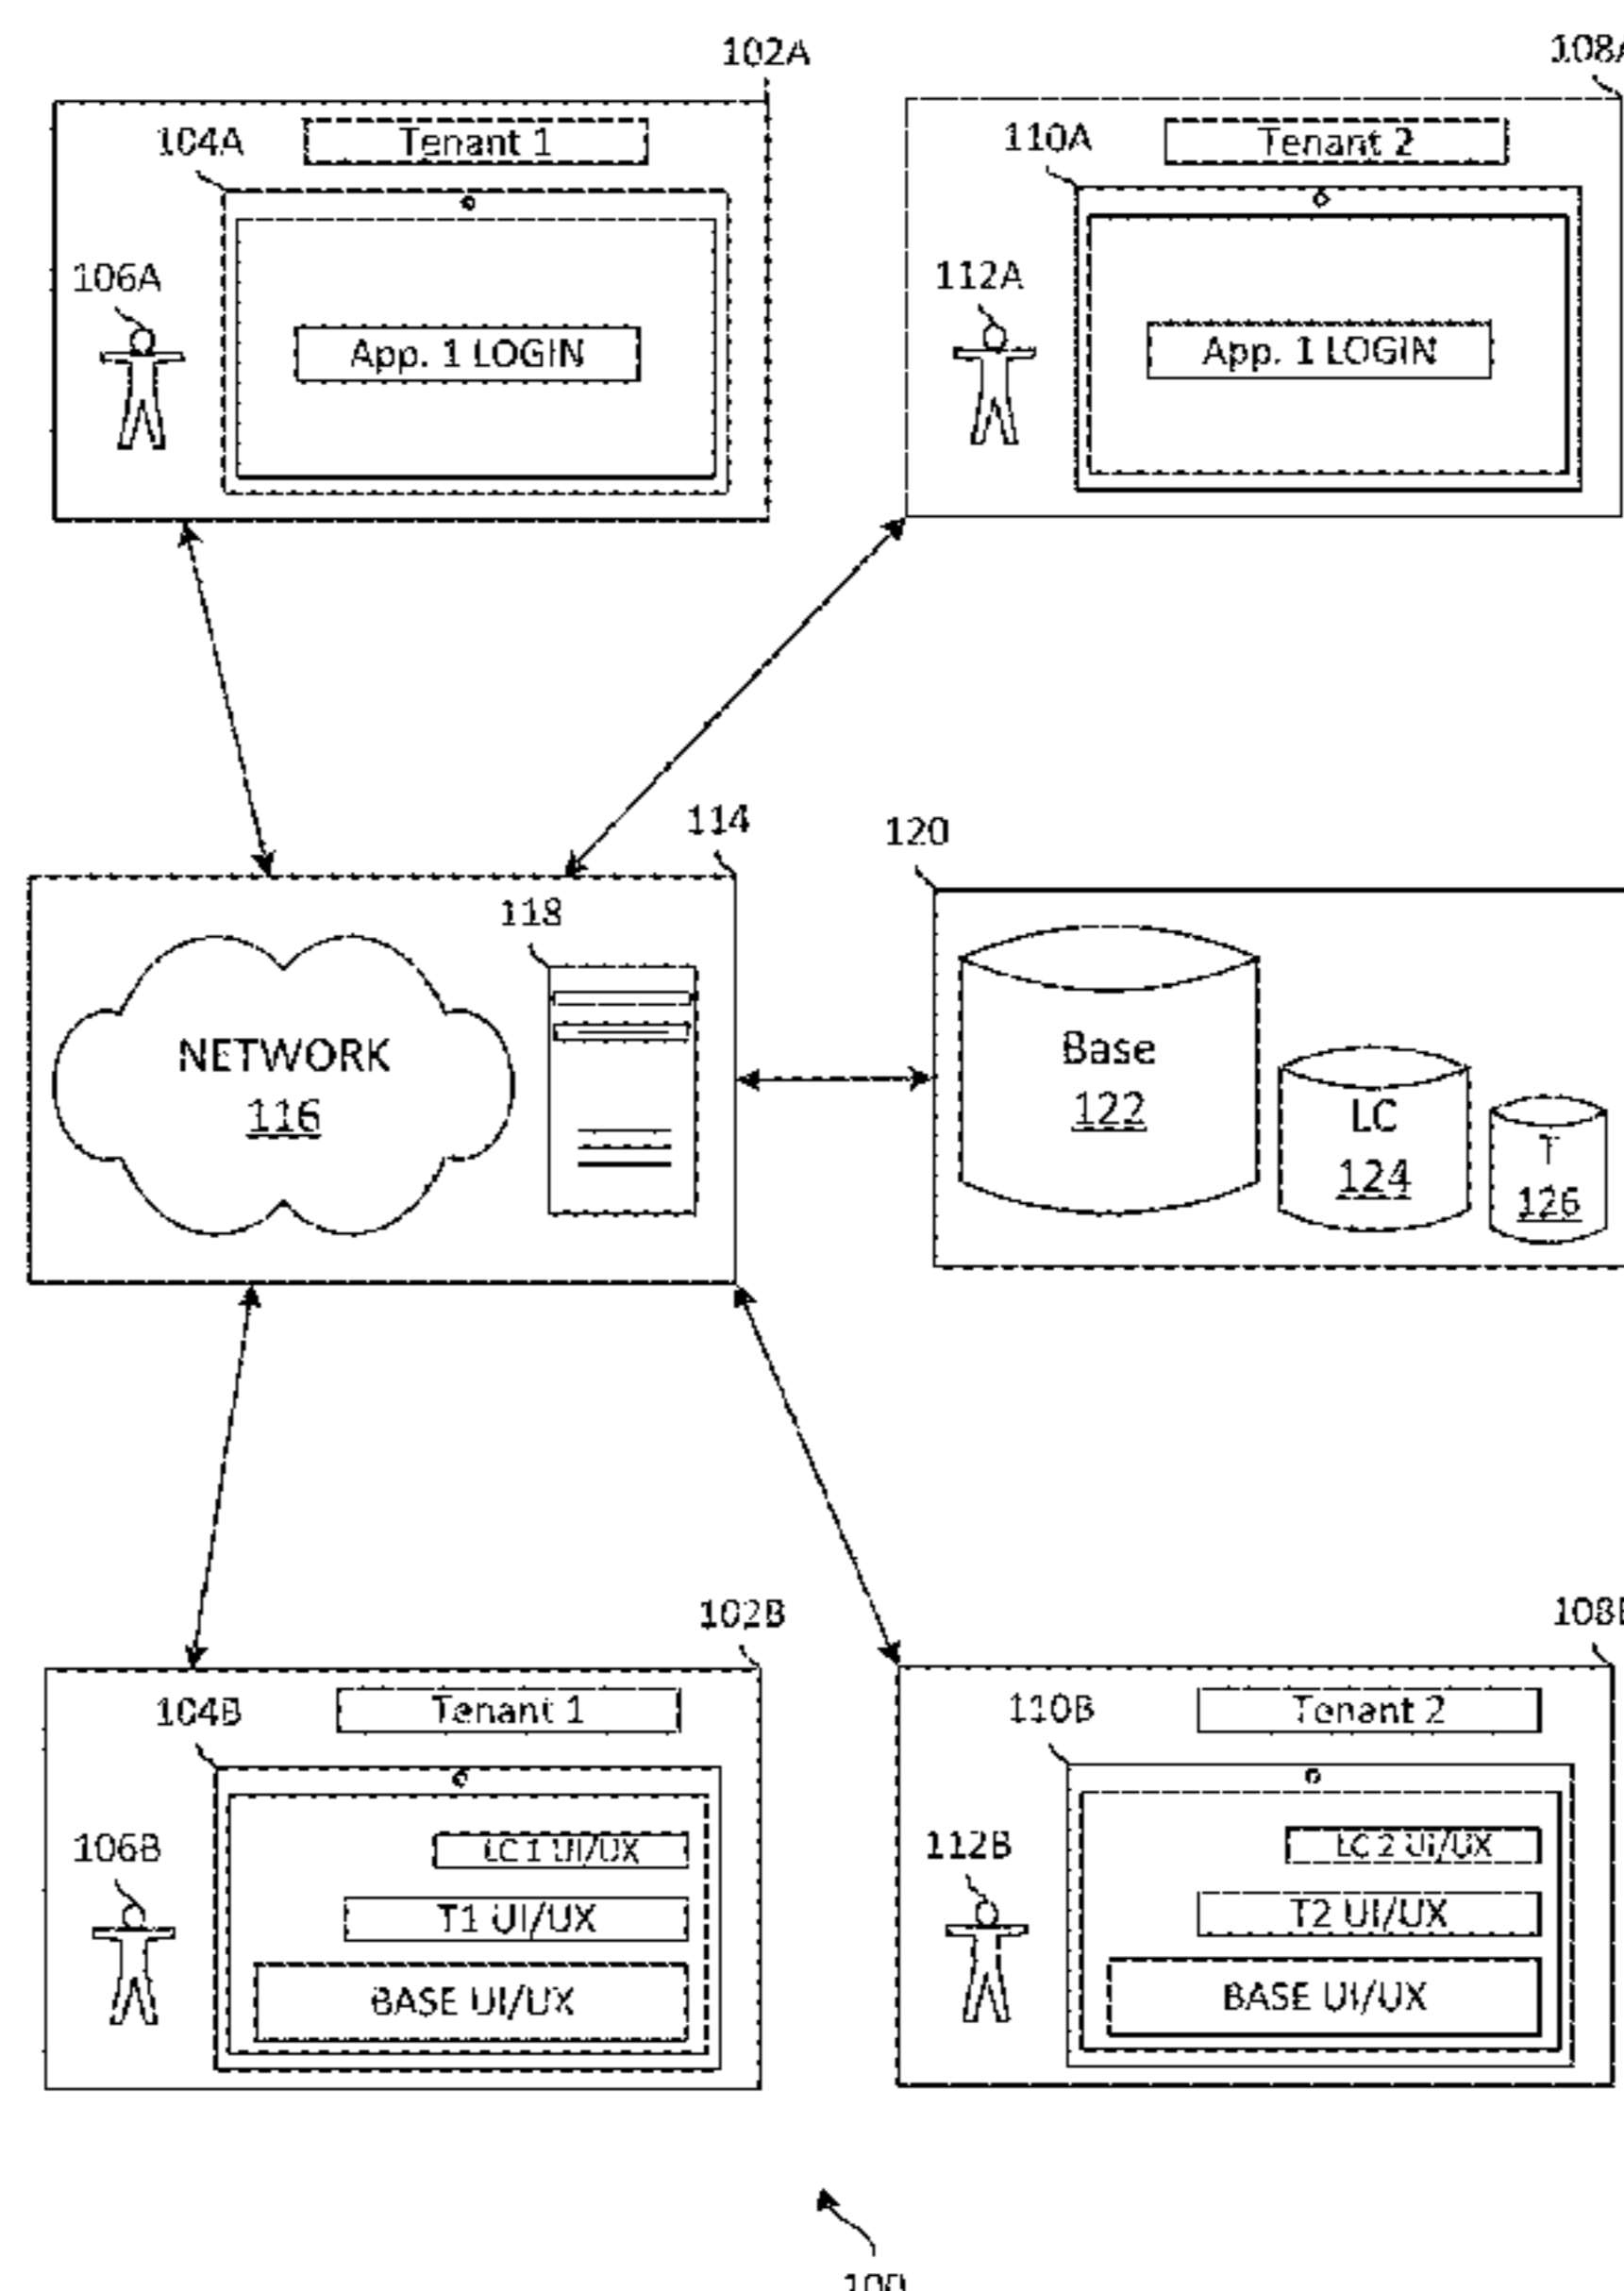 102A
108A
104A
Tenant 1
110A
Tenant 2
106A
112A
App. 1 LOGIN
App. 1 LOGIN
114
120
118
NETWORK
116
Base
122
LC
124
T
126
102B
108B
104B
Tenant 1
110B
Tenant 2
106B
LC 1 UI/UX
112B
LC 2 UI/UX
T1 UI/UX
T2 UI/UX
BASE UI/UX
BASE UI/UX
100